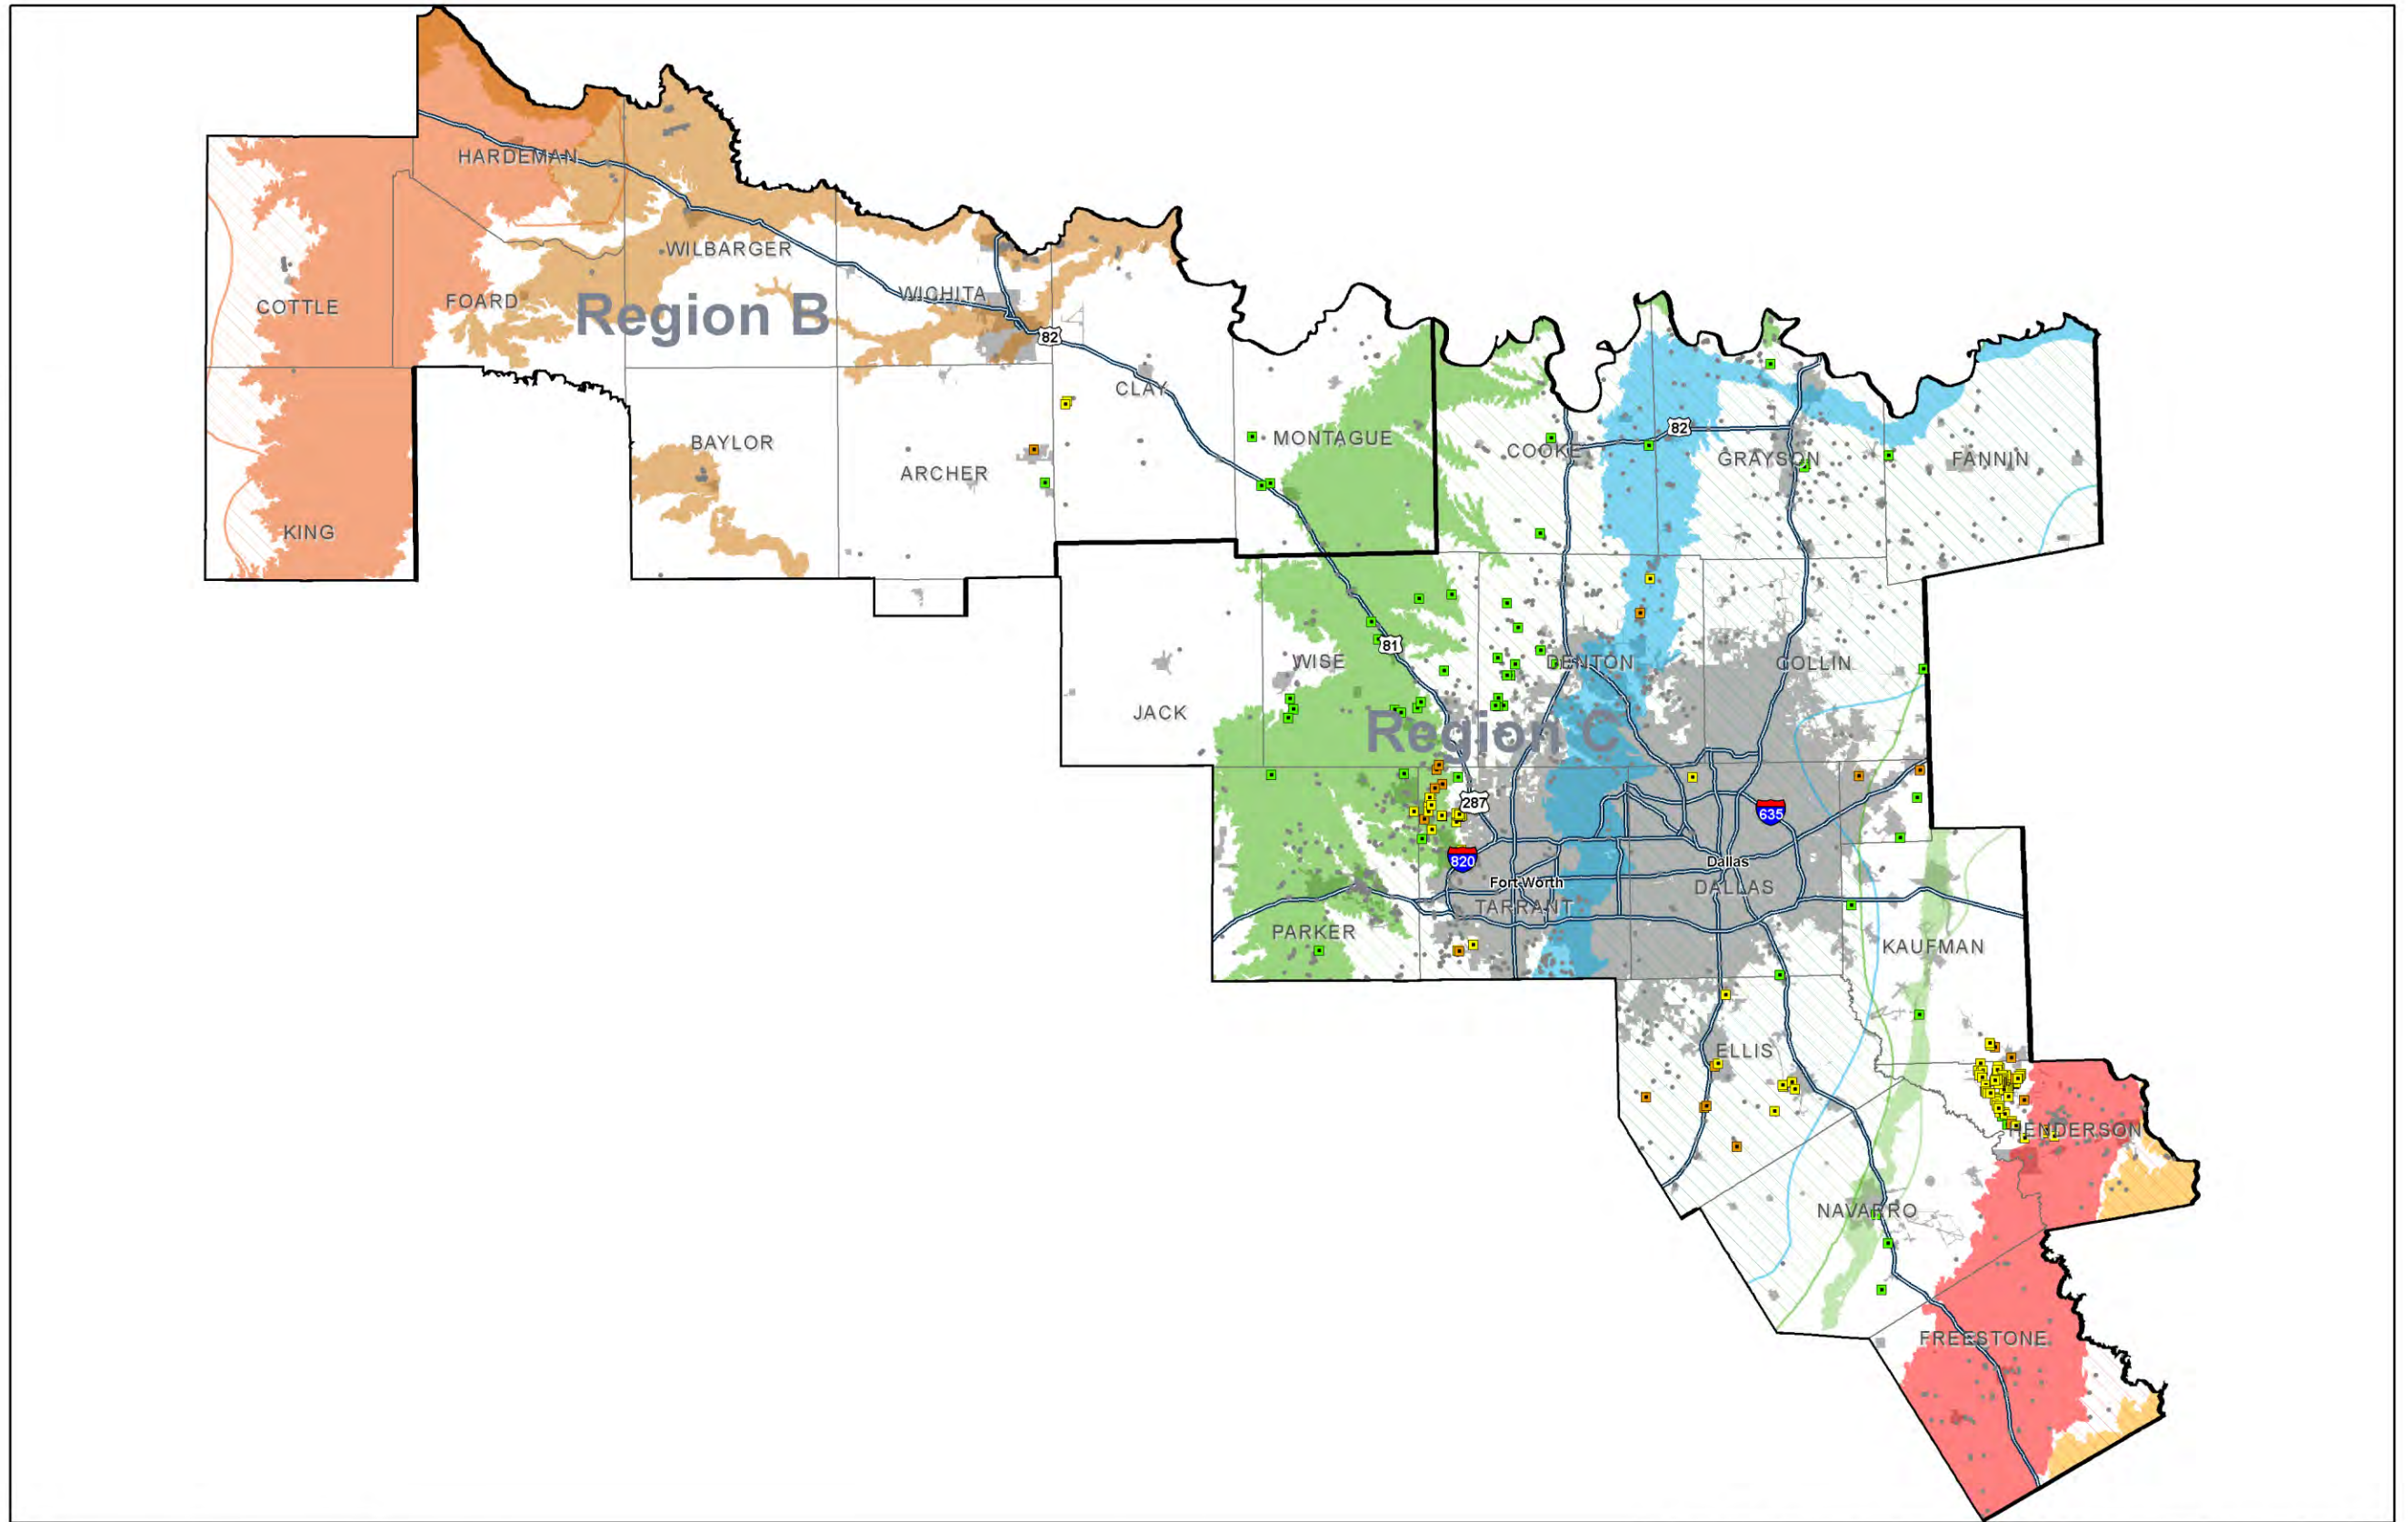 HARDEMAN
WILBARGER
COTTLE
FOARD
Region B
WICHITA
82
CLAY
BAYLOR
ARCHER
MONTAGUE
KING
COOKE
82
GRAYSON
FANNIN
81
WISE
DENTON
COLLIN
JACK
Region C
287
635
820
Dallas
Fort Worth
DALLAS
TARRANT
PARKER
KAUFMAN
ELLIS
HENDERSON
NAVARRO
FREESTONE